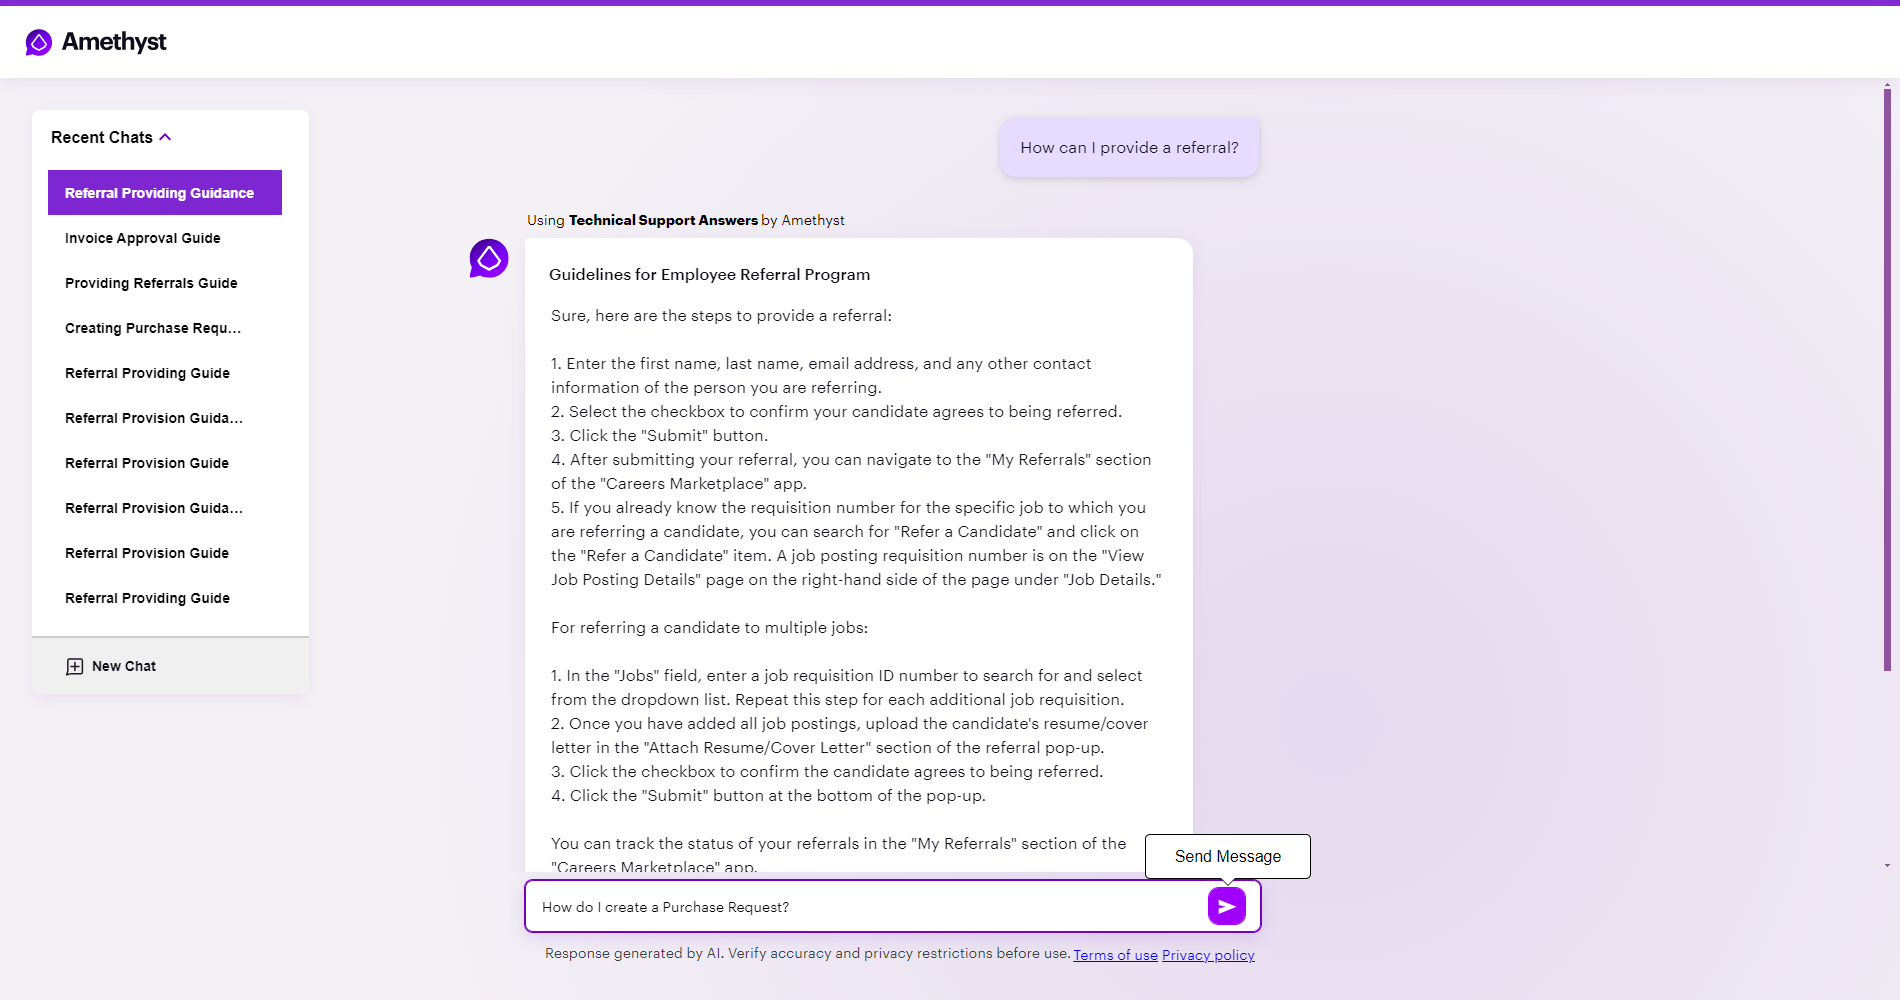 Amethyst
Recent Chats
Referral Providing Guidance
Invoice Approval Guide
Providing Referrals Guide
Creating Purchase Requ...
Referral Providing Guide
Referral Provision Guida...
Referral Provision Guide
Referral Provision Guida...
Referral Provision Guide
Referral Providing Guide
New Chat
How can I provide a referral?
Using Technical Support Answers by Amethyst
Guidelines for Employee Referral Program
Sure, here are the steps to provide a referral:
1. Enter the first name, last name, email address, and any other contact
information of the person you are referring.
2. Select the checkbox to confirm your candidate agrees to being referred.
3. Click the "Submit" button.
4. After submitting your referral, you can navigate to the "My Referrals" section
of the "Careers Marketplace" app.
5. If you already know the requisition number for the specific job to which you
are referring a candidate, you can search for "Refer a Candidate" and click on
the "Refer a Candidate" item. A job posting requisition number is on the "View
Job Posting Details" page on the right-hand side of the page under "Job Details."
For referring a candidate to multiple jobs:
1. In the "Jobs" field, enter a job requisition ID number to search for and select
from the dropdown list. Repeat this step for each additional job requisition.
2. Once you have added all job postings, upload the candidate's resume/cover
letter in the "Attach Resume/Cover Letter" section of the referral pop-up.
3. Click the checkbox to confirm the candidate agrees to being referred.
4. Click the "Submit" button at the bottom of the pop-up.
You can track the status of your referrals in the "My Referrals" section of the
"Careers Marketplace" app.
Send Message
How do I create a Purchase Request?
Response generated by AI. Verify accuracy and privacy restrictions before use. Terms of use Privacy policy